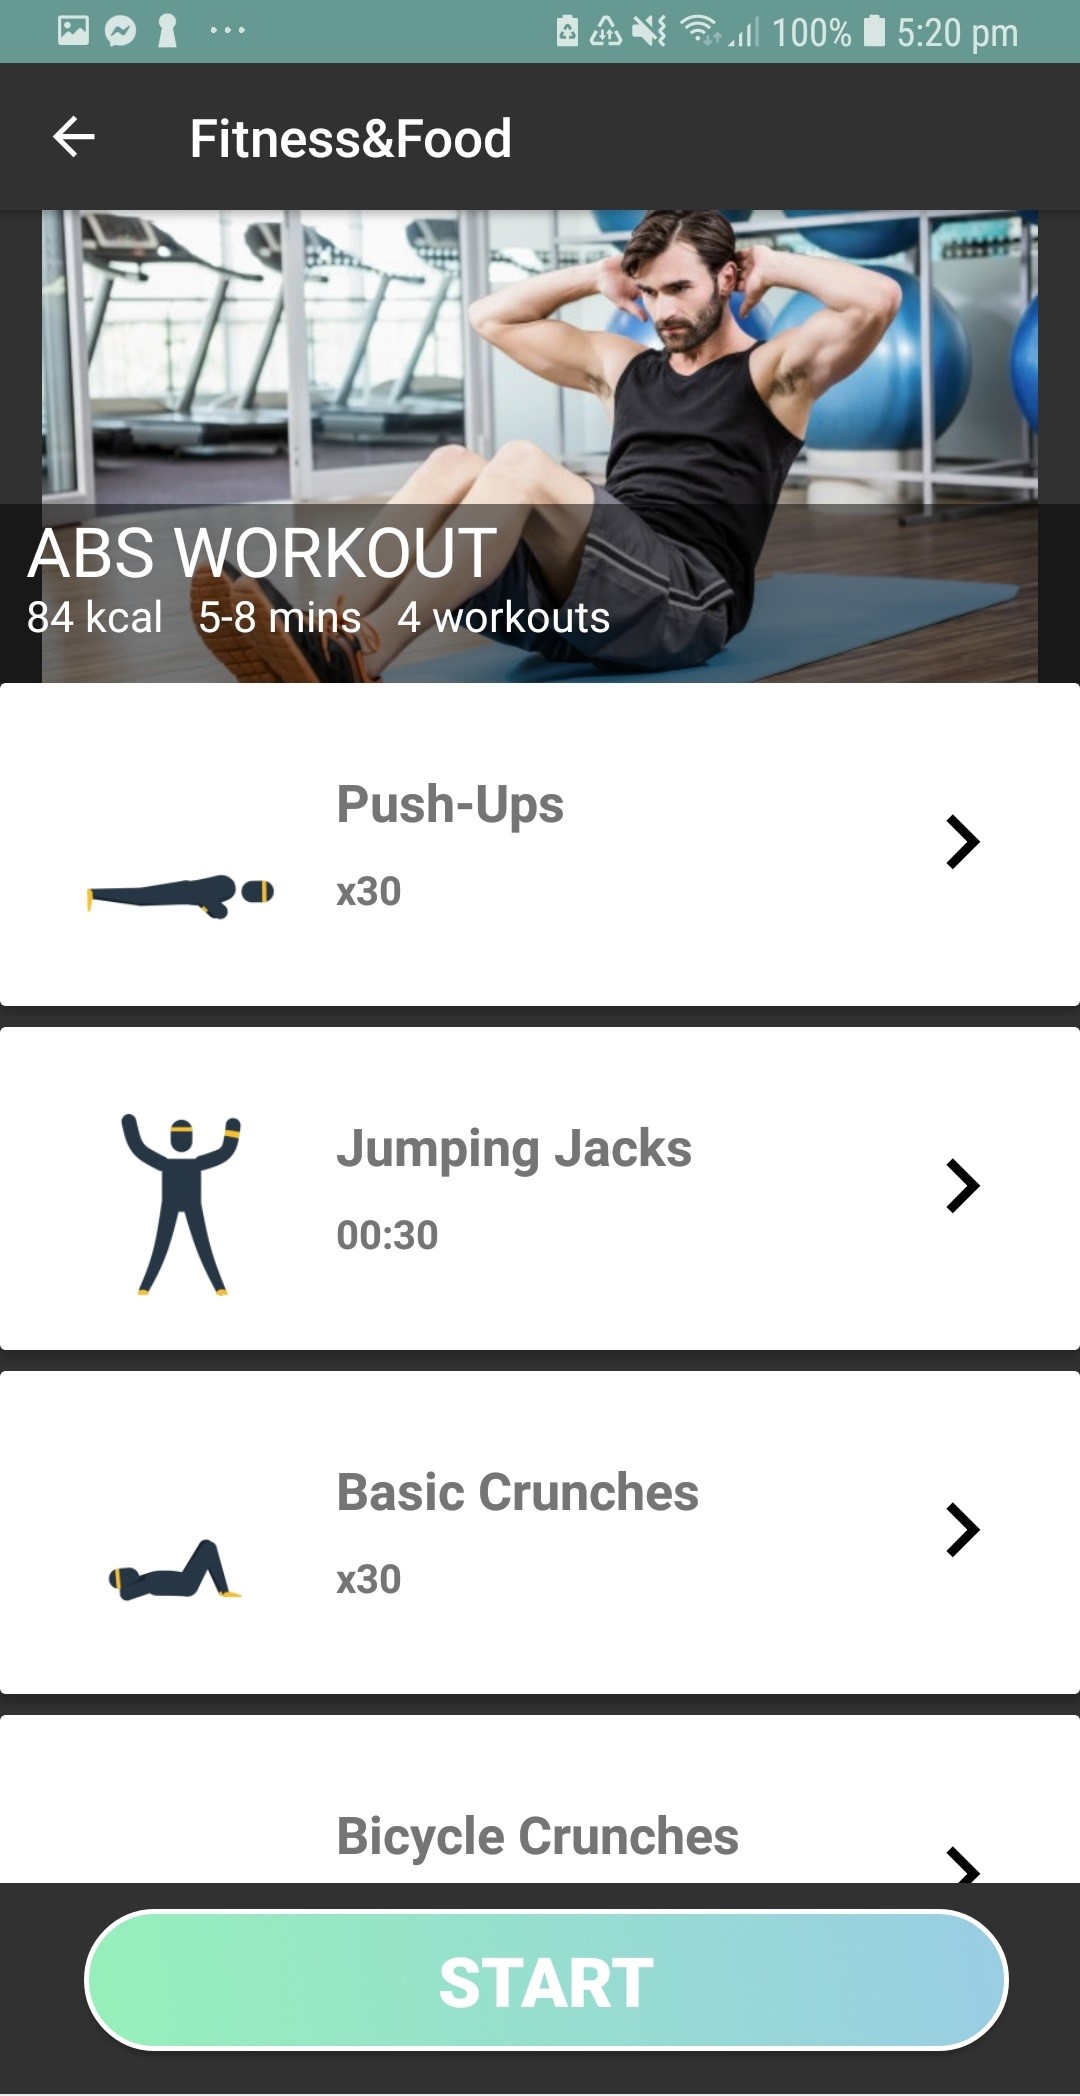 100% 5:20 pm
Fitness&Food
ABS WORKOUT
84 kcal 5-8 mins 4 workouts
Push-Ups
x30
Jumping Jacks
00:30
Basic Crunches
x30
Bicycle Crunches
START